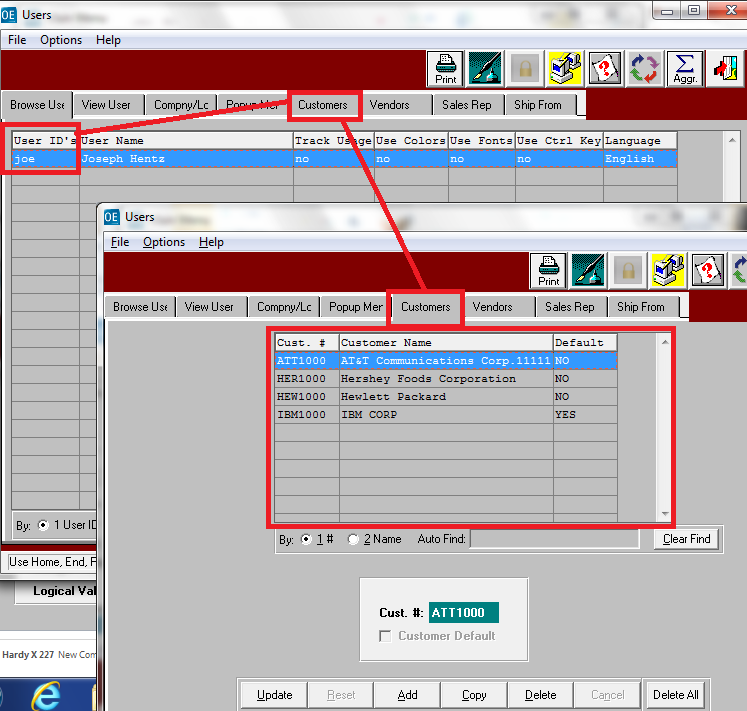 OE Users
File Options Help
Print Aggr.
Browse Use View User Compny/Lc Popup Mer Customers Vendors Sales Rep Ship From
User ID's User Name Track Usage Use Colors Use Fonts Use Ctrl Key Language
joe Joseph Hentz no no no no English
OE Users
File Options Help
Print
Browse Use View User Compny/Lc Popup Mer Customers Vendors Sales Rep Ship From
Cust. # Customer Name Default
ATT1000 AT&T Communications Corp.11111 NO
HER1000 Hershey Foods Corporation NO
HEW1000 Hewlett Packard NO
IBM1000 IBM CORP YES
By: 1 User ID
By: 1 # 2 Name Auto Find: Clear Find
Use Home, End, F
Logical Val
Cust. #: ATT1000
Customer Default
Hardy X 227 New Com
Update Reset Add Copy Delete Cancel Delete All